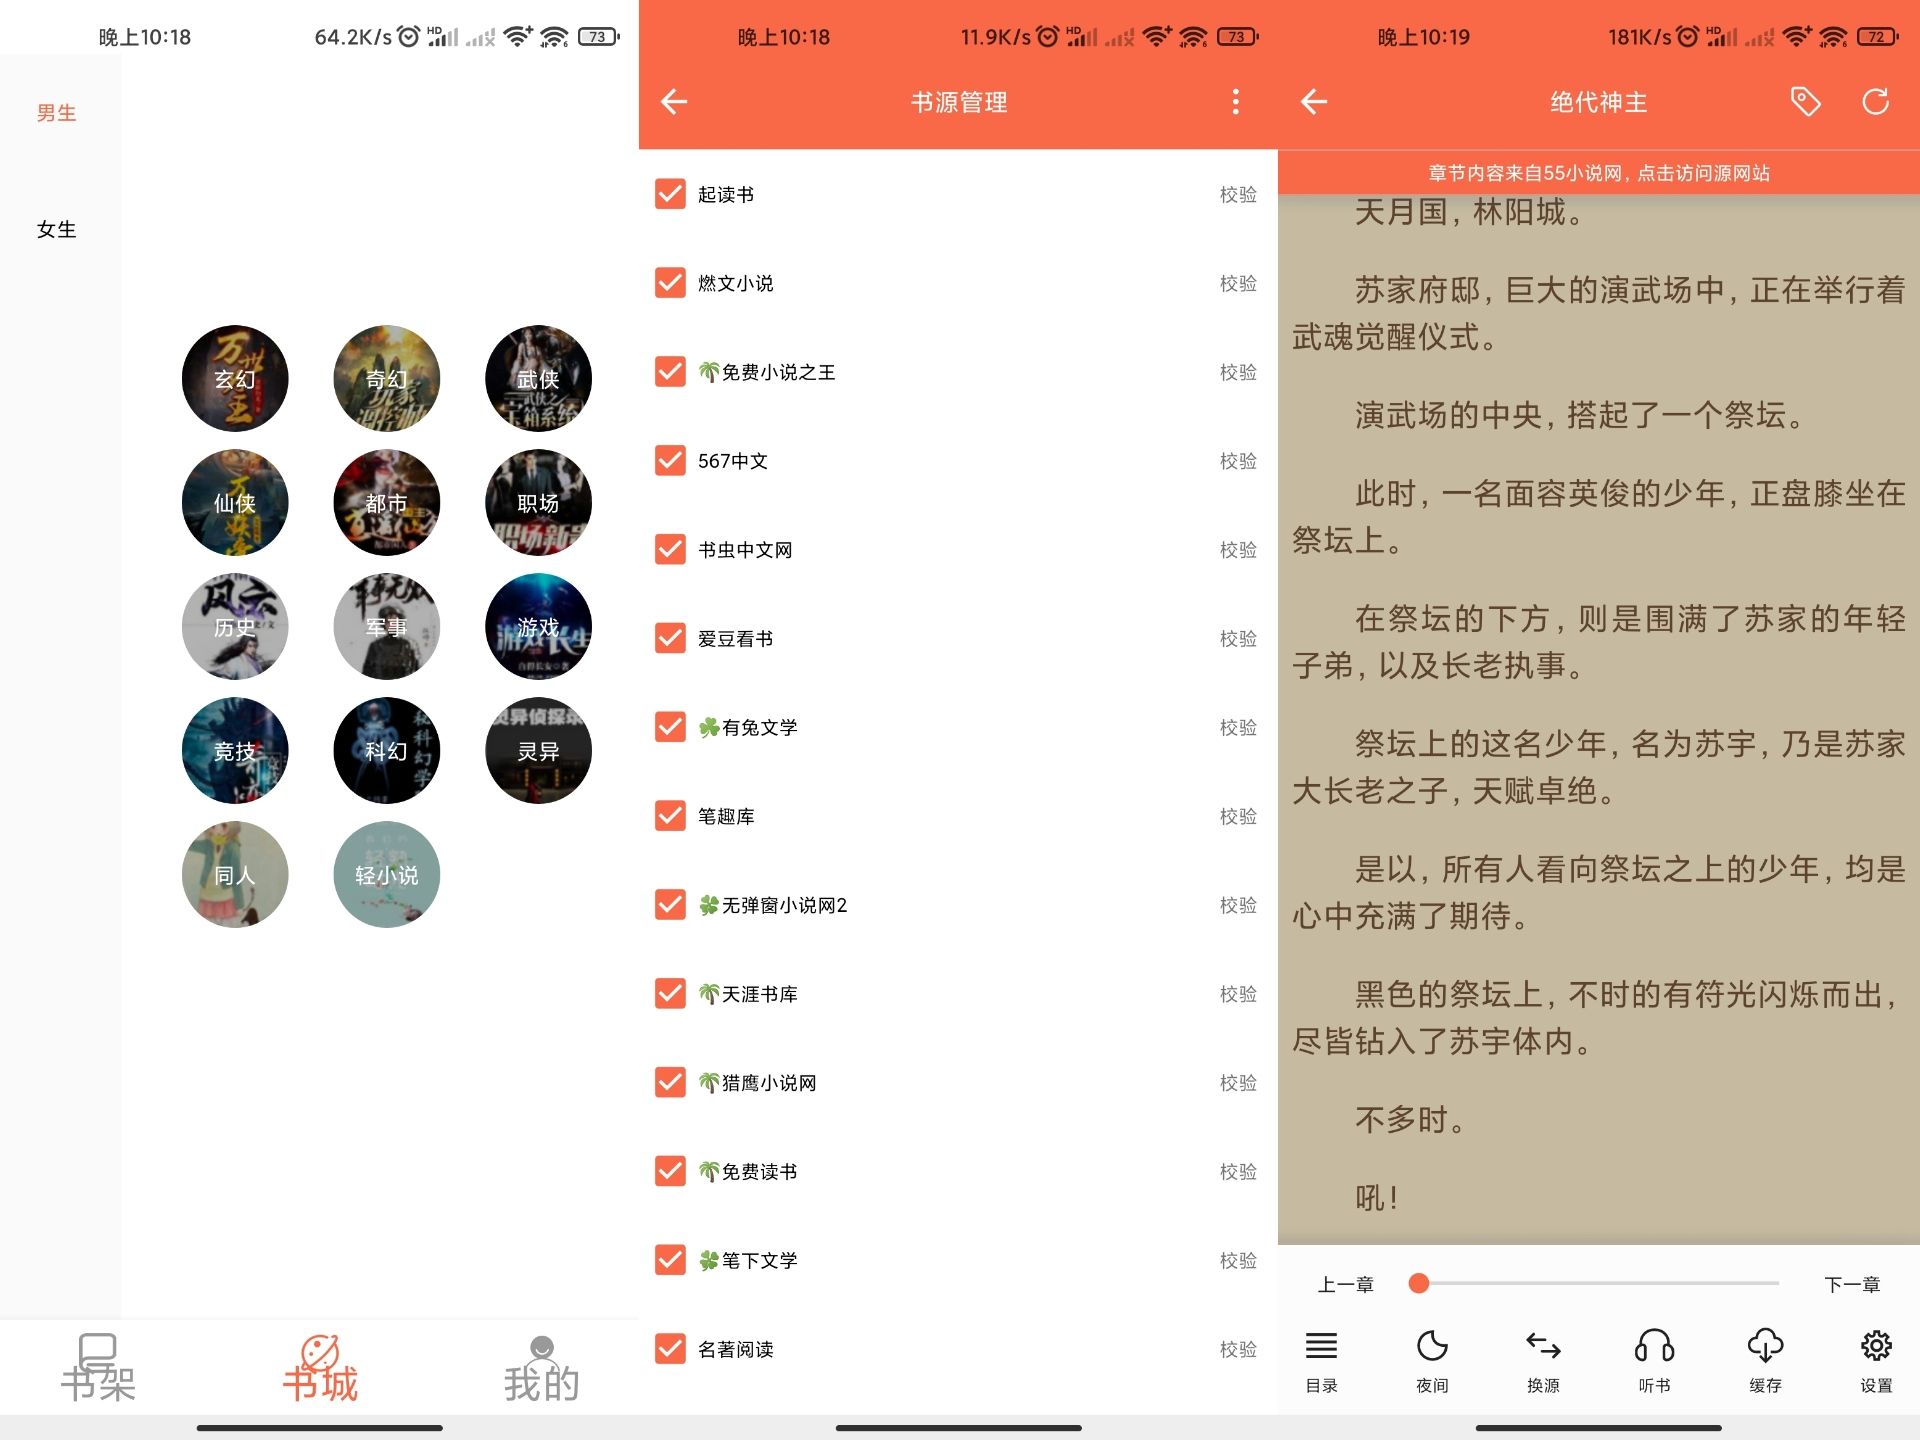 晚上10:18
64.2K/s
HD
73
男生
女生
玄幻
奇幻
武侠
仙侠
都市
职场
历史
军事
游戏
竞技
科幻
灵异
同人
轻小说
书架
书城
我的
晚上10:18
11.9K/s
HD
73
书源管理
起读书
校验
燃文小说
校验
🌴免费小说之王
校验
567中文
校验
书虫中文网
校验
爱豆看书
校验
☘️有兔文学
校验
笔趣库
校验
🍀无弹窗小说网2
校验
🌴天涯书库
校验
🌴猎鹰小说网
校验
🌴免费读书
校验
🍀笔下文学
校验
名著阅读
校验
晚上10:19
181K/s
HD
72
绝代神主
章节内容来自55小说网，点击访问源网站
天月国，林阳城。
苏家府邸，巨大的演武场中，正在举行着
武魂觉醒仪式。
演武场的中央，搭起了一个祭坛。
此时，一名面容英俊的少年，正盘膝坐在
祭坛上。
在祭坛的下方，则是围满了苏家的年轻
子弟，以及长老执事。
祭坛上的这名少年，名为苏宇，乃是苏家
大长老之子，天赋卓绝。
是以，所有人看向祭坛之上的少年，均是
心中充满了期待。
黑色的祭坛上，不时的有符光闪烁而出，
尽皆钻入了苏宇体内。
不多时。
吼！
上一章
下一章
目录
夜间
换源
听书
缓存
设置